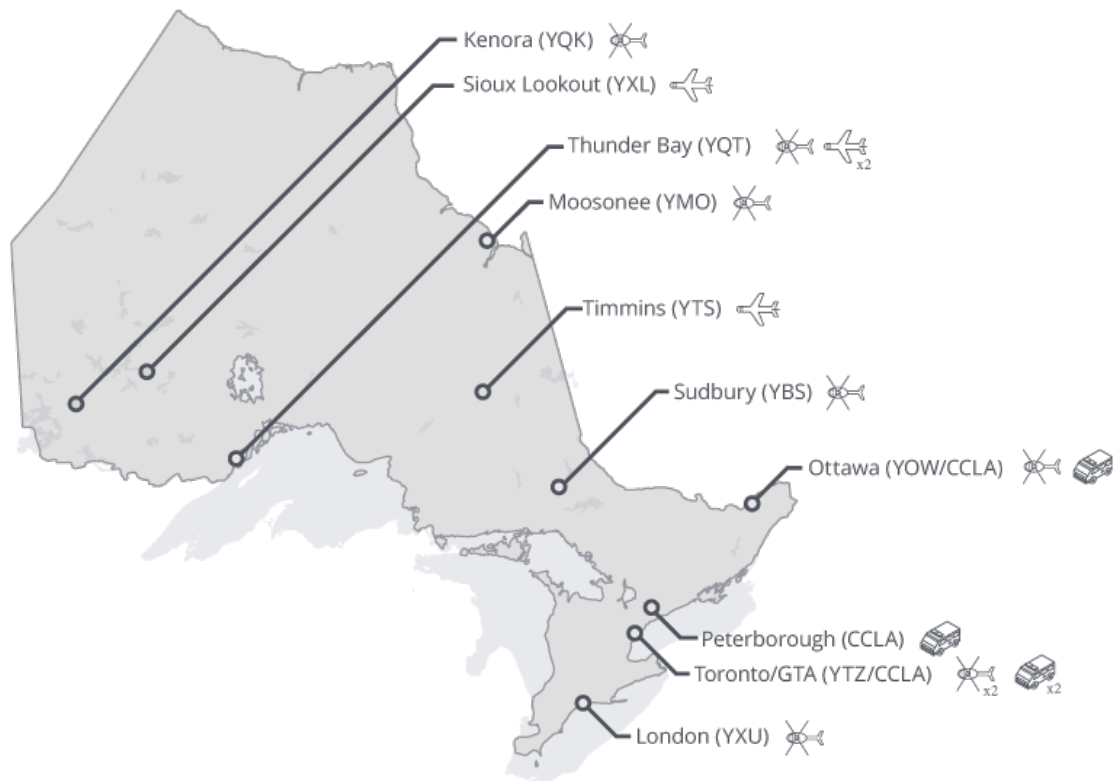 Kenora (YQK)
Sioux Lookout (YXL)
Thunder Bay (YQT)
x2
Moosonee (YMO)
Timmins (YTS)
Sudbury (YBS)
Ottawa (YOW/CCLA)
Peterborough (CCLA)
Toronto/GTA (YTZ/CCLA)
x2
x2
London (YXU)